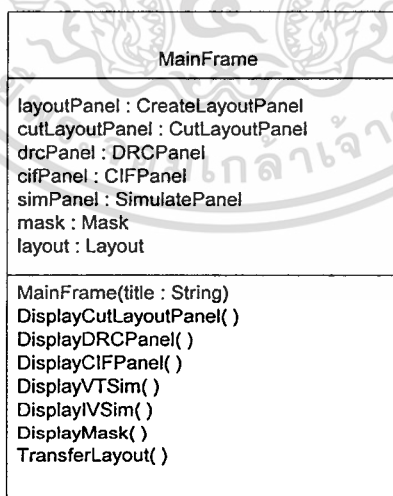 MainFrame
layoutPanel : CreateLayoutPanel
cutLayoutPanel : CutLayoutPanel
drcPanel : DRCPanel
cifPanel : CIFPanel
simPanel : SimulatePanel
mask : Mask
layout : Layout
MainFrame(title : String)
DisplayCutLayoutPanel( )
DisplayDRCPanel( )
DisplayCIFPanel( )
DisplayVTSim( )
DisplayIVSim( )
DisplayMask( )
TransferLayout( )